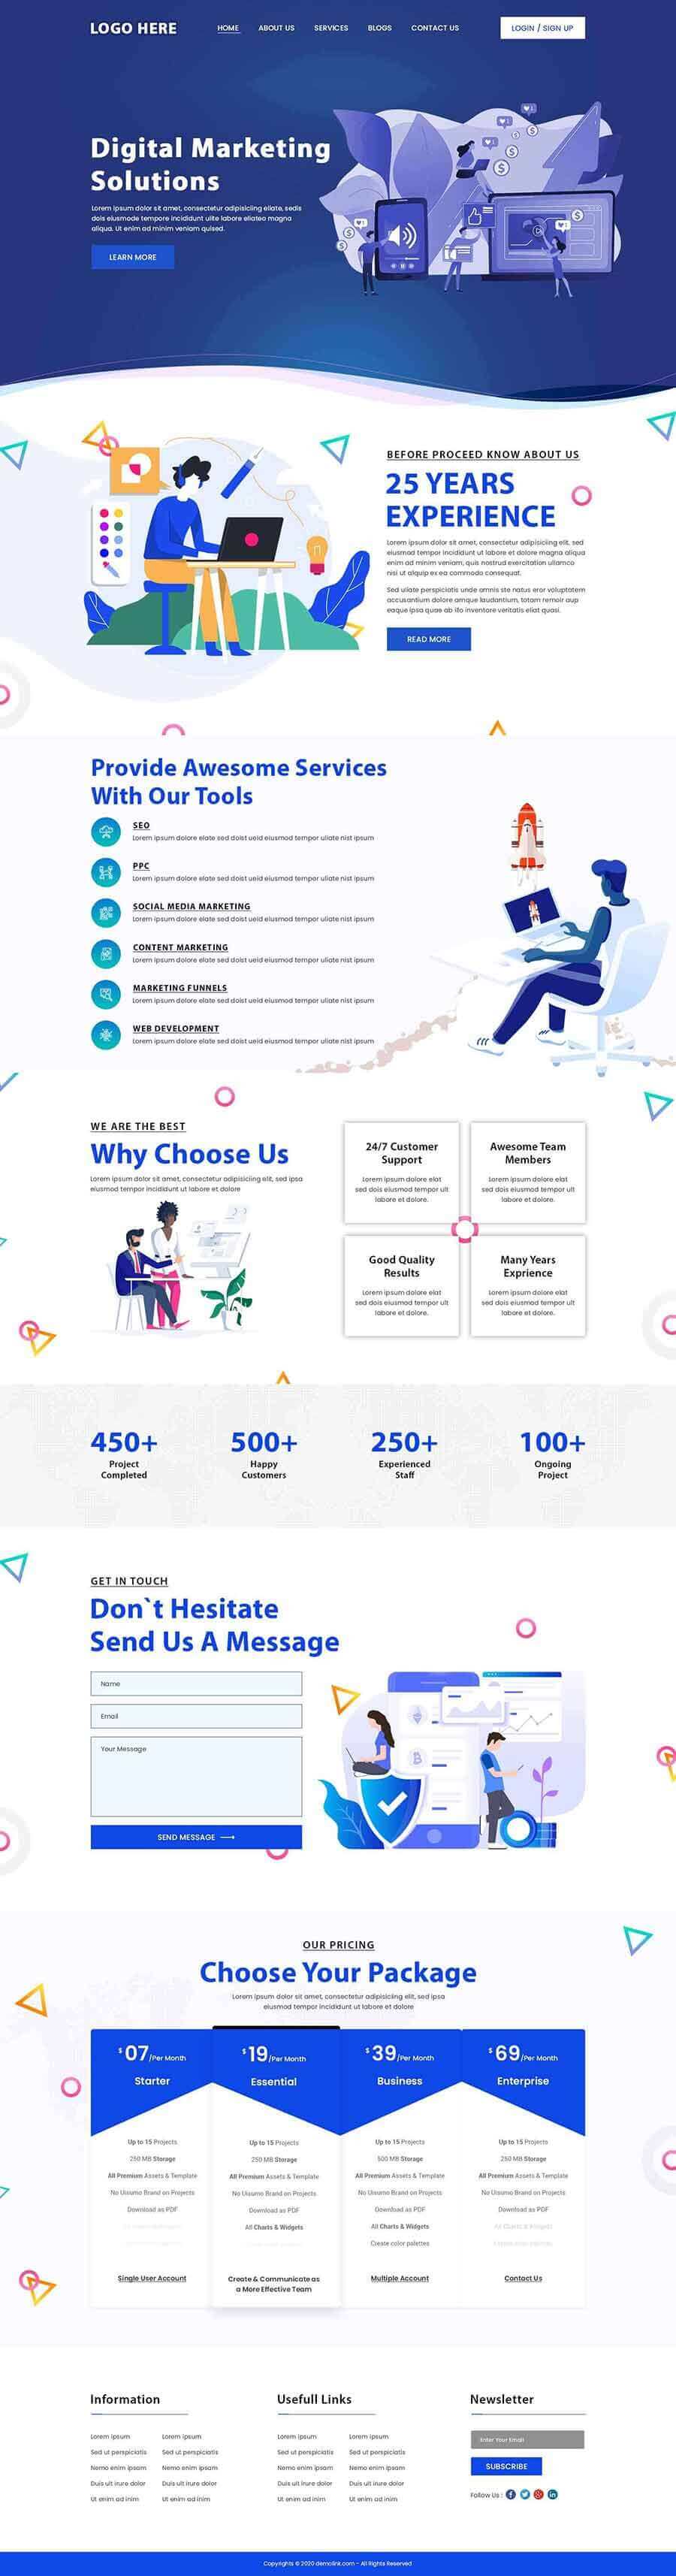 LOGO HERE
HOME ABOUT US SERVICES BLOGS CONTACT US
LOGIN / SIGN UP
Digital Marketing
Solutions
Lorem ipsum dolor sit amet, consectetur adipisicing ellate, sedis
dois eiusmode tempore incididunt ulite labore eliatea magna
aliqua. Ut enim ad minim veniam quised.
LEARN MORE
BEFORE PROCEED KNOW ABOUT US
25 YEARS
EXPERIENCE
Lorem ipsum dolor sit amet, consectetur adipisicing elit, sed
eiusmod tempor incididunt ut labore et dolore magna aliqua
enim ad minim veniam, quis nostrud exercitation ullamco
nisi ut aliquip ex ea commodo consequat.
Sed utiate perspiciatis unde omnis iste natus eror voluptatem
accusantium dolore amque laudantium, totam remoir aup
eaque ipsa quae ab illo inventore veritatis eliat quasi.
READ MORE
Provide Awesome Services
With Our Tools
SEO
Lorem ipsum dolore elate sed doist ueid eiusmod tempor uliate nist ipsum
PPC
Lorem ipsum dolore elate sed doist ueid eiusmod tempor uliate nist ipsum
SOCIAL MEDIA MARKETING
Lorem ipsum dolore elate sed doist ueid eiusmod tempor uliate nist ipsum
CONTENT MARKETING
Lorem ipsum dolore elate sed doist ueid eiusmod tempor uliate nist ipsum
MARKETING FUNNELS
Lorem ipsum dolore elate sed doist ueid eiusmod tempor uliate nist ipsum
WEB DEVELOPMENT
Lorem ipsum dolore elate sed doist ueid eiusmod tempor uliate nist ipsum
WE ARE THE BEST
Why Choose Us
Lorem ipsum dolor sit amet, consectetur adipisicing elit, sed ipsa
eiusmod tempor incididunt ut labore et dolore
24/7 Customer
Support
Lorem ipsum dolore elat
sed dois eiusmod tempor ult
labore et dolore.
Awesome Team
Members
Lorem ipsum dolore elat
sed dois eiusmod tempor ult
labore et dolore.
Good Quality
Results
Lorem ipsum dolore elat
sed dois eiusmod tempor ult
labore et dolore.
Many Years
Exprience
Lorem ipsum dolore elat
sed dois eiusmod tempor ult
labore et dolore.
450+
Project
Completed
500+
Happy
Customers
250+
Experienced
Staff
100+
Ongoing
Project
GET IN TOUCH
Don`t Hesitate
Send Us A Message
Name
Email
Your Message
SEND MESSAGE
OUR PRICING
Choose Your Package
Lorem ipsum dolor sit amet, consectetur adipisicing elit, sed ipsa
eiusmod tempor incididunt ut labore et dolore
$ 07 /Per Month
Starter
Up to 15 Projects
250 MB Storage
All Premium Assets & Template
No Uisumo Brand on Projects
Download as PDF
Single User Account
$ 19 /Per Month
Essential
Up to 15 Projects
250 MB Storage
All Premium Assets & Template
No Uisumo Brand on Projects
Download as PDF
All Charts & Widgets
Create & Communicate as
a More Effective Team
$ 39 /Per Month
Business
Up to 15 Projects
500 MB Storage
All Premium Assets & Template
No Uisumo Brand on Projects
Download as PDF
All Charts & Widgets
Create color palettes
Multiple Account
$ 69 /Per Month
Enterprise
Up to 15 Projects
250 MB Storage
All Premium Assets & Template
No Uisumo Brand on Projects
Download as PDF
All Charts & Widgets
Contact Us
Information
Lorem ipsum Lorem ipsum
Sed ut perspiciatis Sed ut perspiciatis
Nemo enim ipsam Nemo enim ipsam
Duis ult irure dolor Duis ult irure dolor
Ut enim ad inim Ut enim ad inim
Usefull Links
Lorem ipsum Lorem ipsum
Sed ut perspiciatis Sed ut perspiciatis
Nemo enim ipsam Nemo enim ipsam
Duis ult irure dolor Duis ult irure dolor
Ut enim ad inim Ut enim ad inim
Newsletter
Enter Your Email
SUBSCRIBE
Follow Us :
Copyrights © 2020 demolink.com - All Rights Reserved